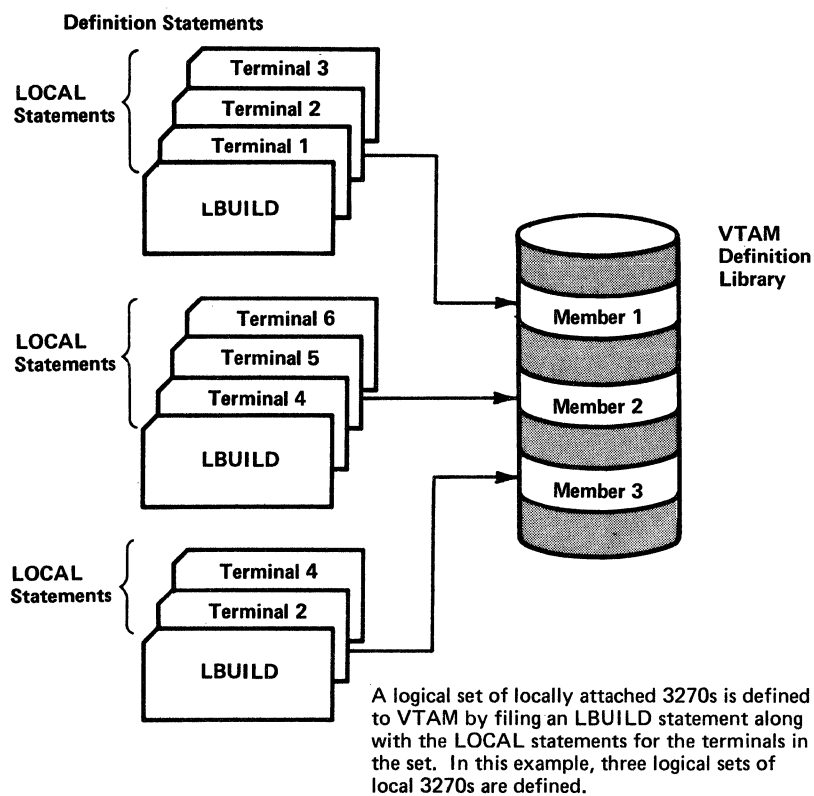 Definition Statements
LOCAL
Statements
Terminal 3
Terminal 2
Terminal 1
LBUILD
LOCAL
Statements
Terminal 6
Terminal 5
Terminal 4
LBUILD
LOCAL
Statements
Terminal 4
Terminal 2
LBUILD
VTAM
Definition
Library
Member 1
Member 2
Member 3
A logical set of locally attached 3270s is defined
to VTAM by filing an LBUILD statement along
with the LOCAL statements for the terminals in
the set. In this example, three logical sets of
local 3270s are defined.